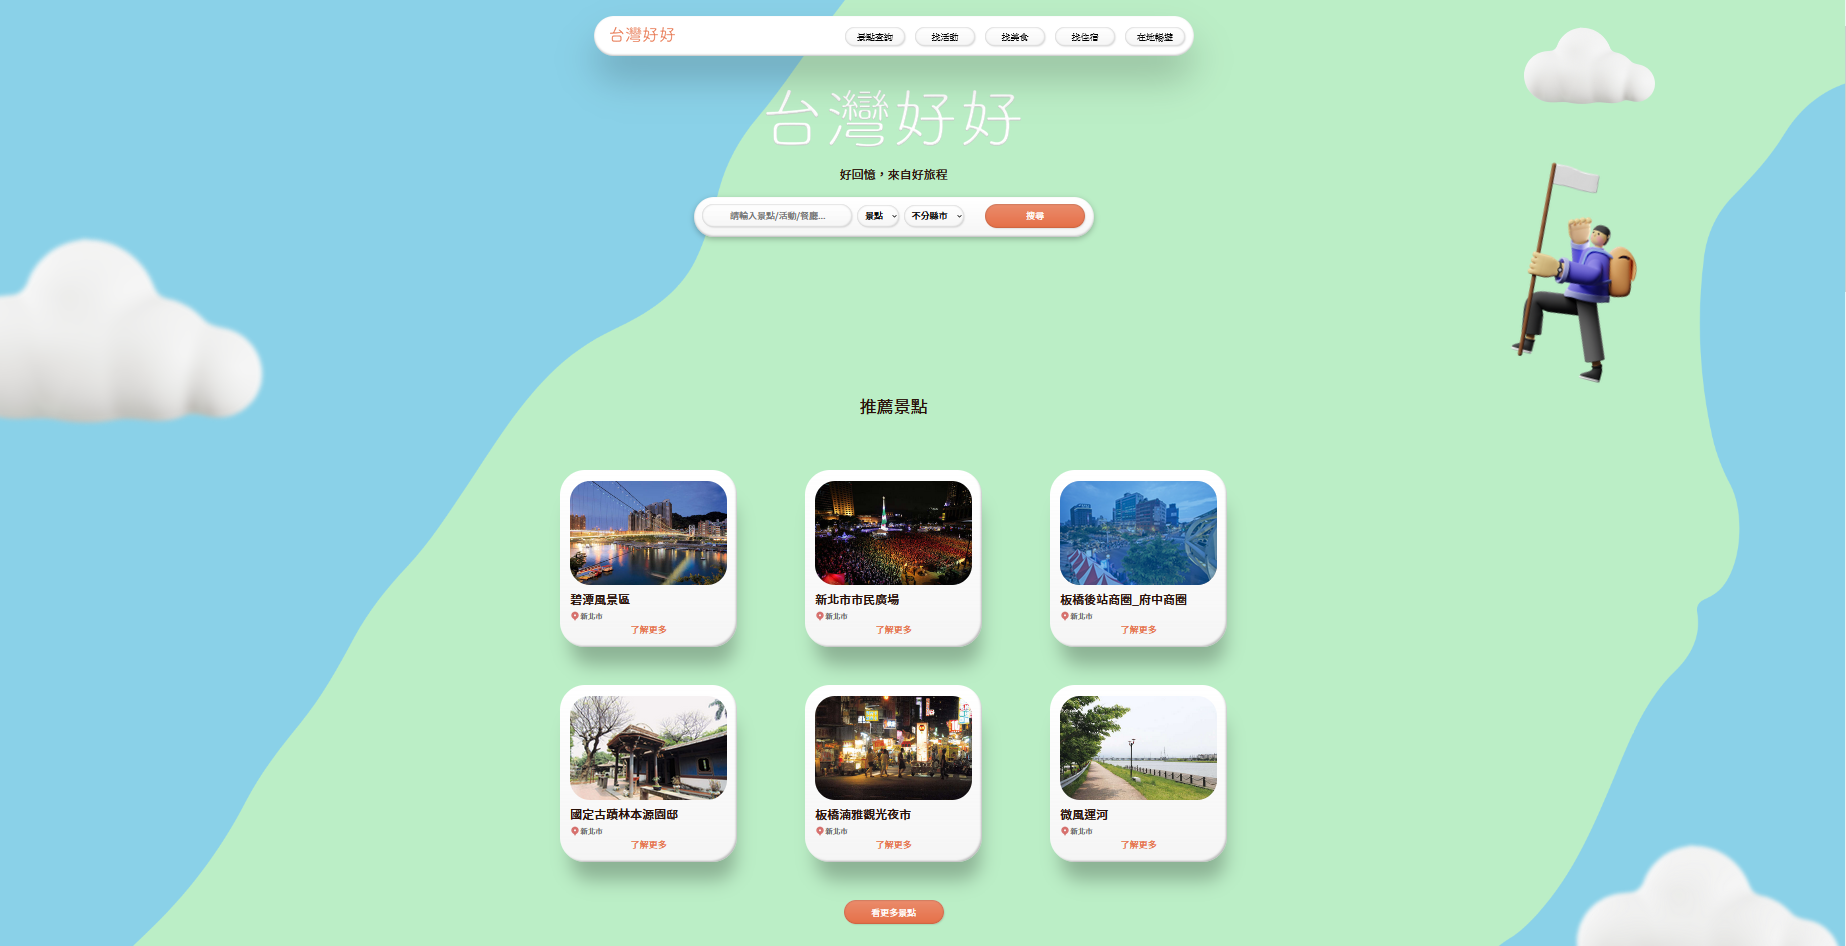 台灣好好
景點查詢 找活動 找美食 找住宿 在地暢遊
台灣好好
好回憶，來自好旅程
請輸入景點/活動/餐廳... 景點 不分縣市 搜尋
推薦景點
碧潭風景區
新北市
了解更多
新北市市民廣場
新北市
了解更多
板橋後站商圈_府中商圈
新北市
了解更多
國定古蹟林本源園邸
新北市
了解更多
板橋湳雅觀光夜市
新北市
了解更多
微風運河
新北市
了解更多
看更多景點